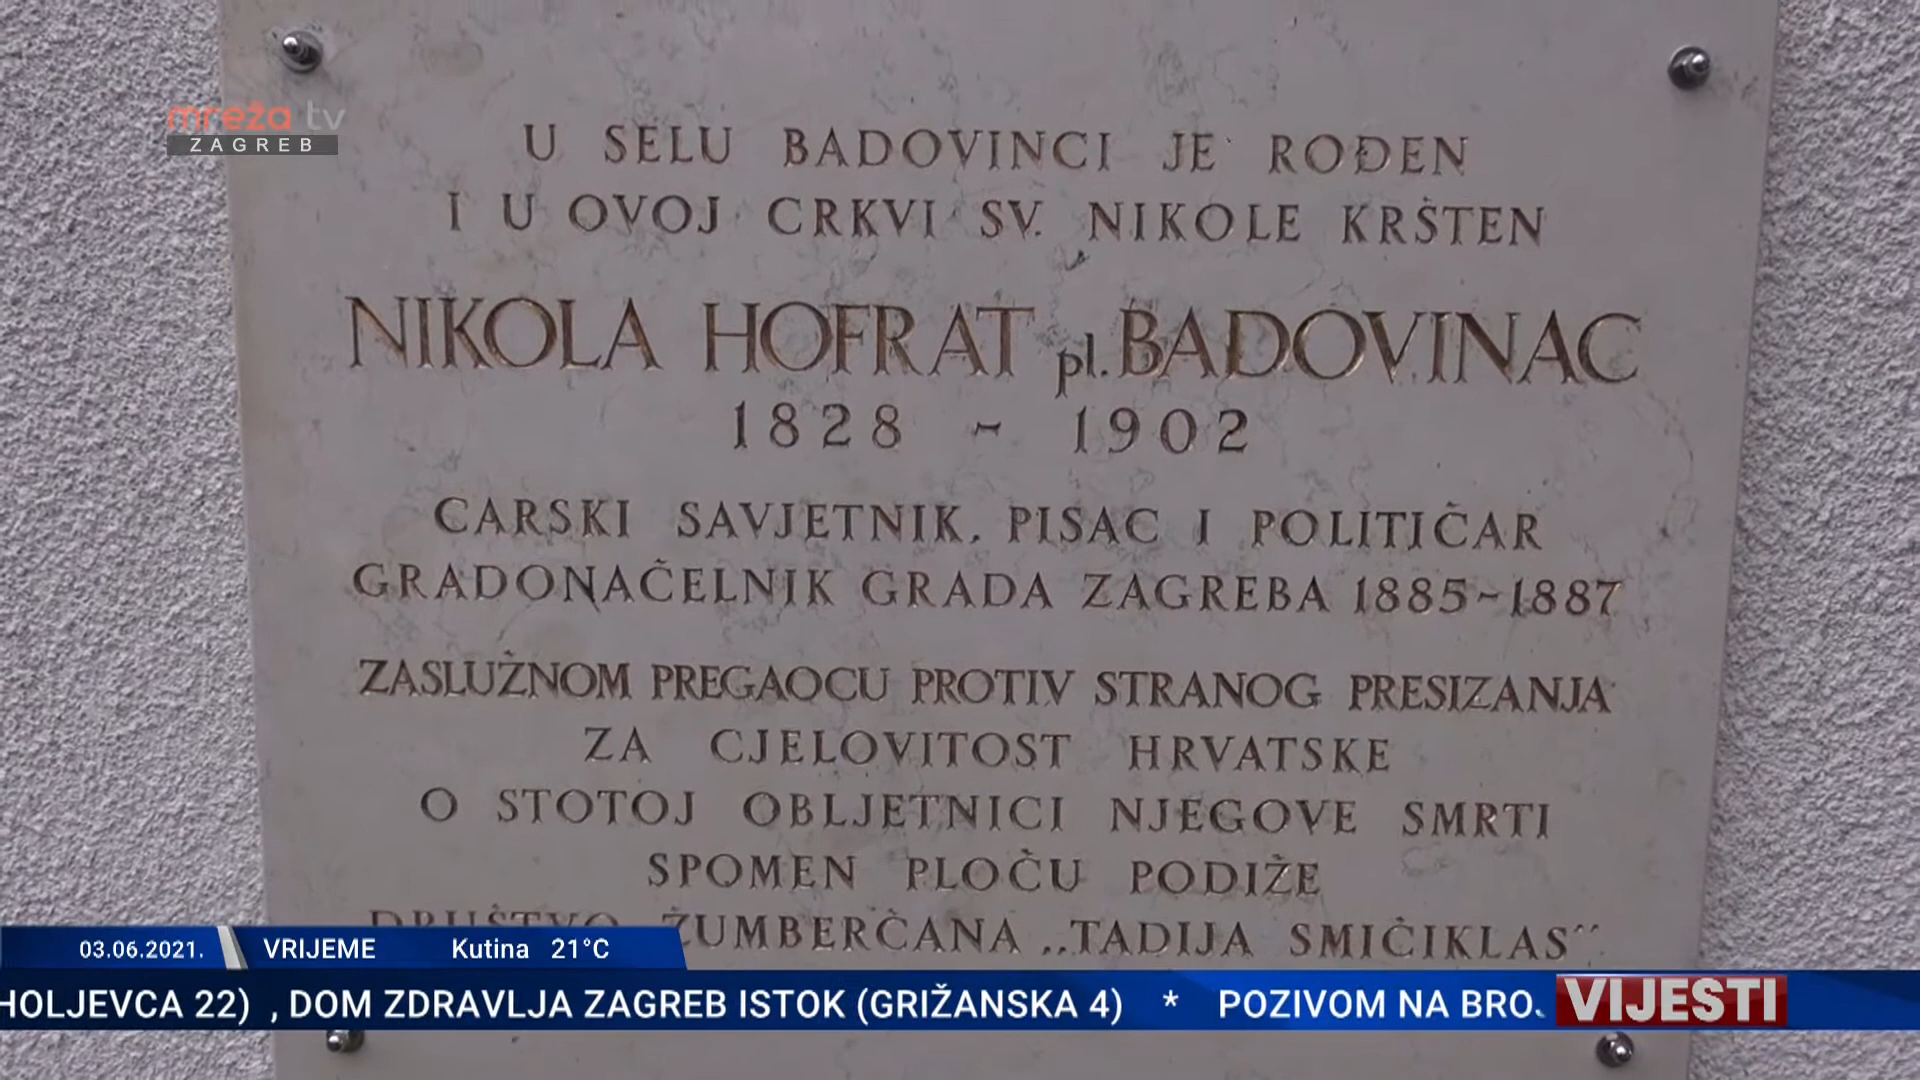 mreža tv
ZAGREB
U SELU BADOVINCI JE ROĐEN
I U OVOJ CRKVI SV. NIKOLE KRŠTEN
NIKOLA HOFRAT pl. BADOVINAC
1828 - 1902
CARSKI SAVJETNIK, PISAC I POLITIČAR
GRADONAČELNIK GRADA ZAGREBA 1885-1887
ZASLUŽNOM PREGAOCU PROTIV STRANOG PRESIZANJA
ZA CJELOVITOST HRVATSKE
O STOTOJ OBLJETNICI NJEGOVE SMRTI
SPOMEN PLOČU PODIŽE
DRUŠTVO ŽUMBERČANA ,,TADIJA SMIČIKLAS´´
03.06.2021. VRIJEME Kutina 21°C
HOLJEVCA 22) , DOM ZDRAVLJA ZAGREB ISTOK (GRIŽANSKA 4) * POZIVOM NA BROJ
VIJESTI